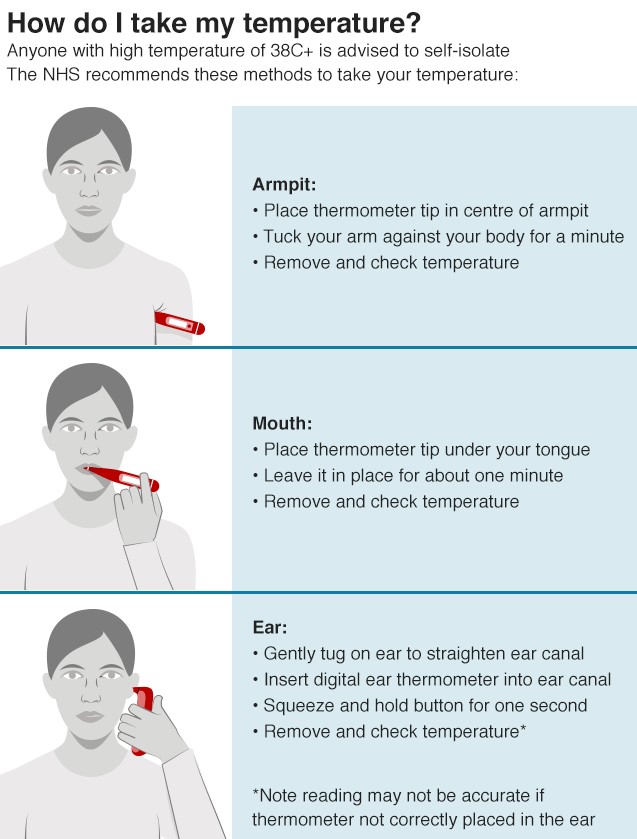 How do I take my temperature?
Anyone with high temperature of 38C+ is advised to self-isolate
The NHS recommends these methods to take your temperature:
Armpit:
• Place thermometer tip in centre of armpit
• Tuck your arm against your body for a minute
• Remove and check temperature
Mouth:
• Place thermometer tip under your tongue
• Leave it in place for about one minute
• Remove and check temperature
Ear:
• Gently tug on ear to straighten ear canal
• Insert digital ear thermometer into ear canal
• Squeeze and hold button for one second
• Remove and check temperature*
*Note reading may not be accurate if
thermometer not correctly placed in the ear